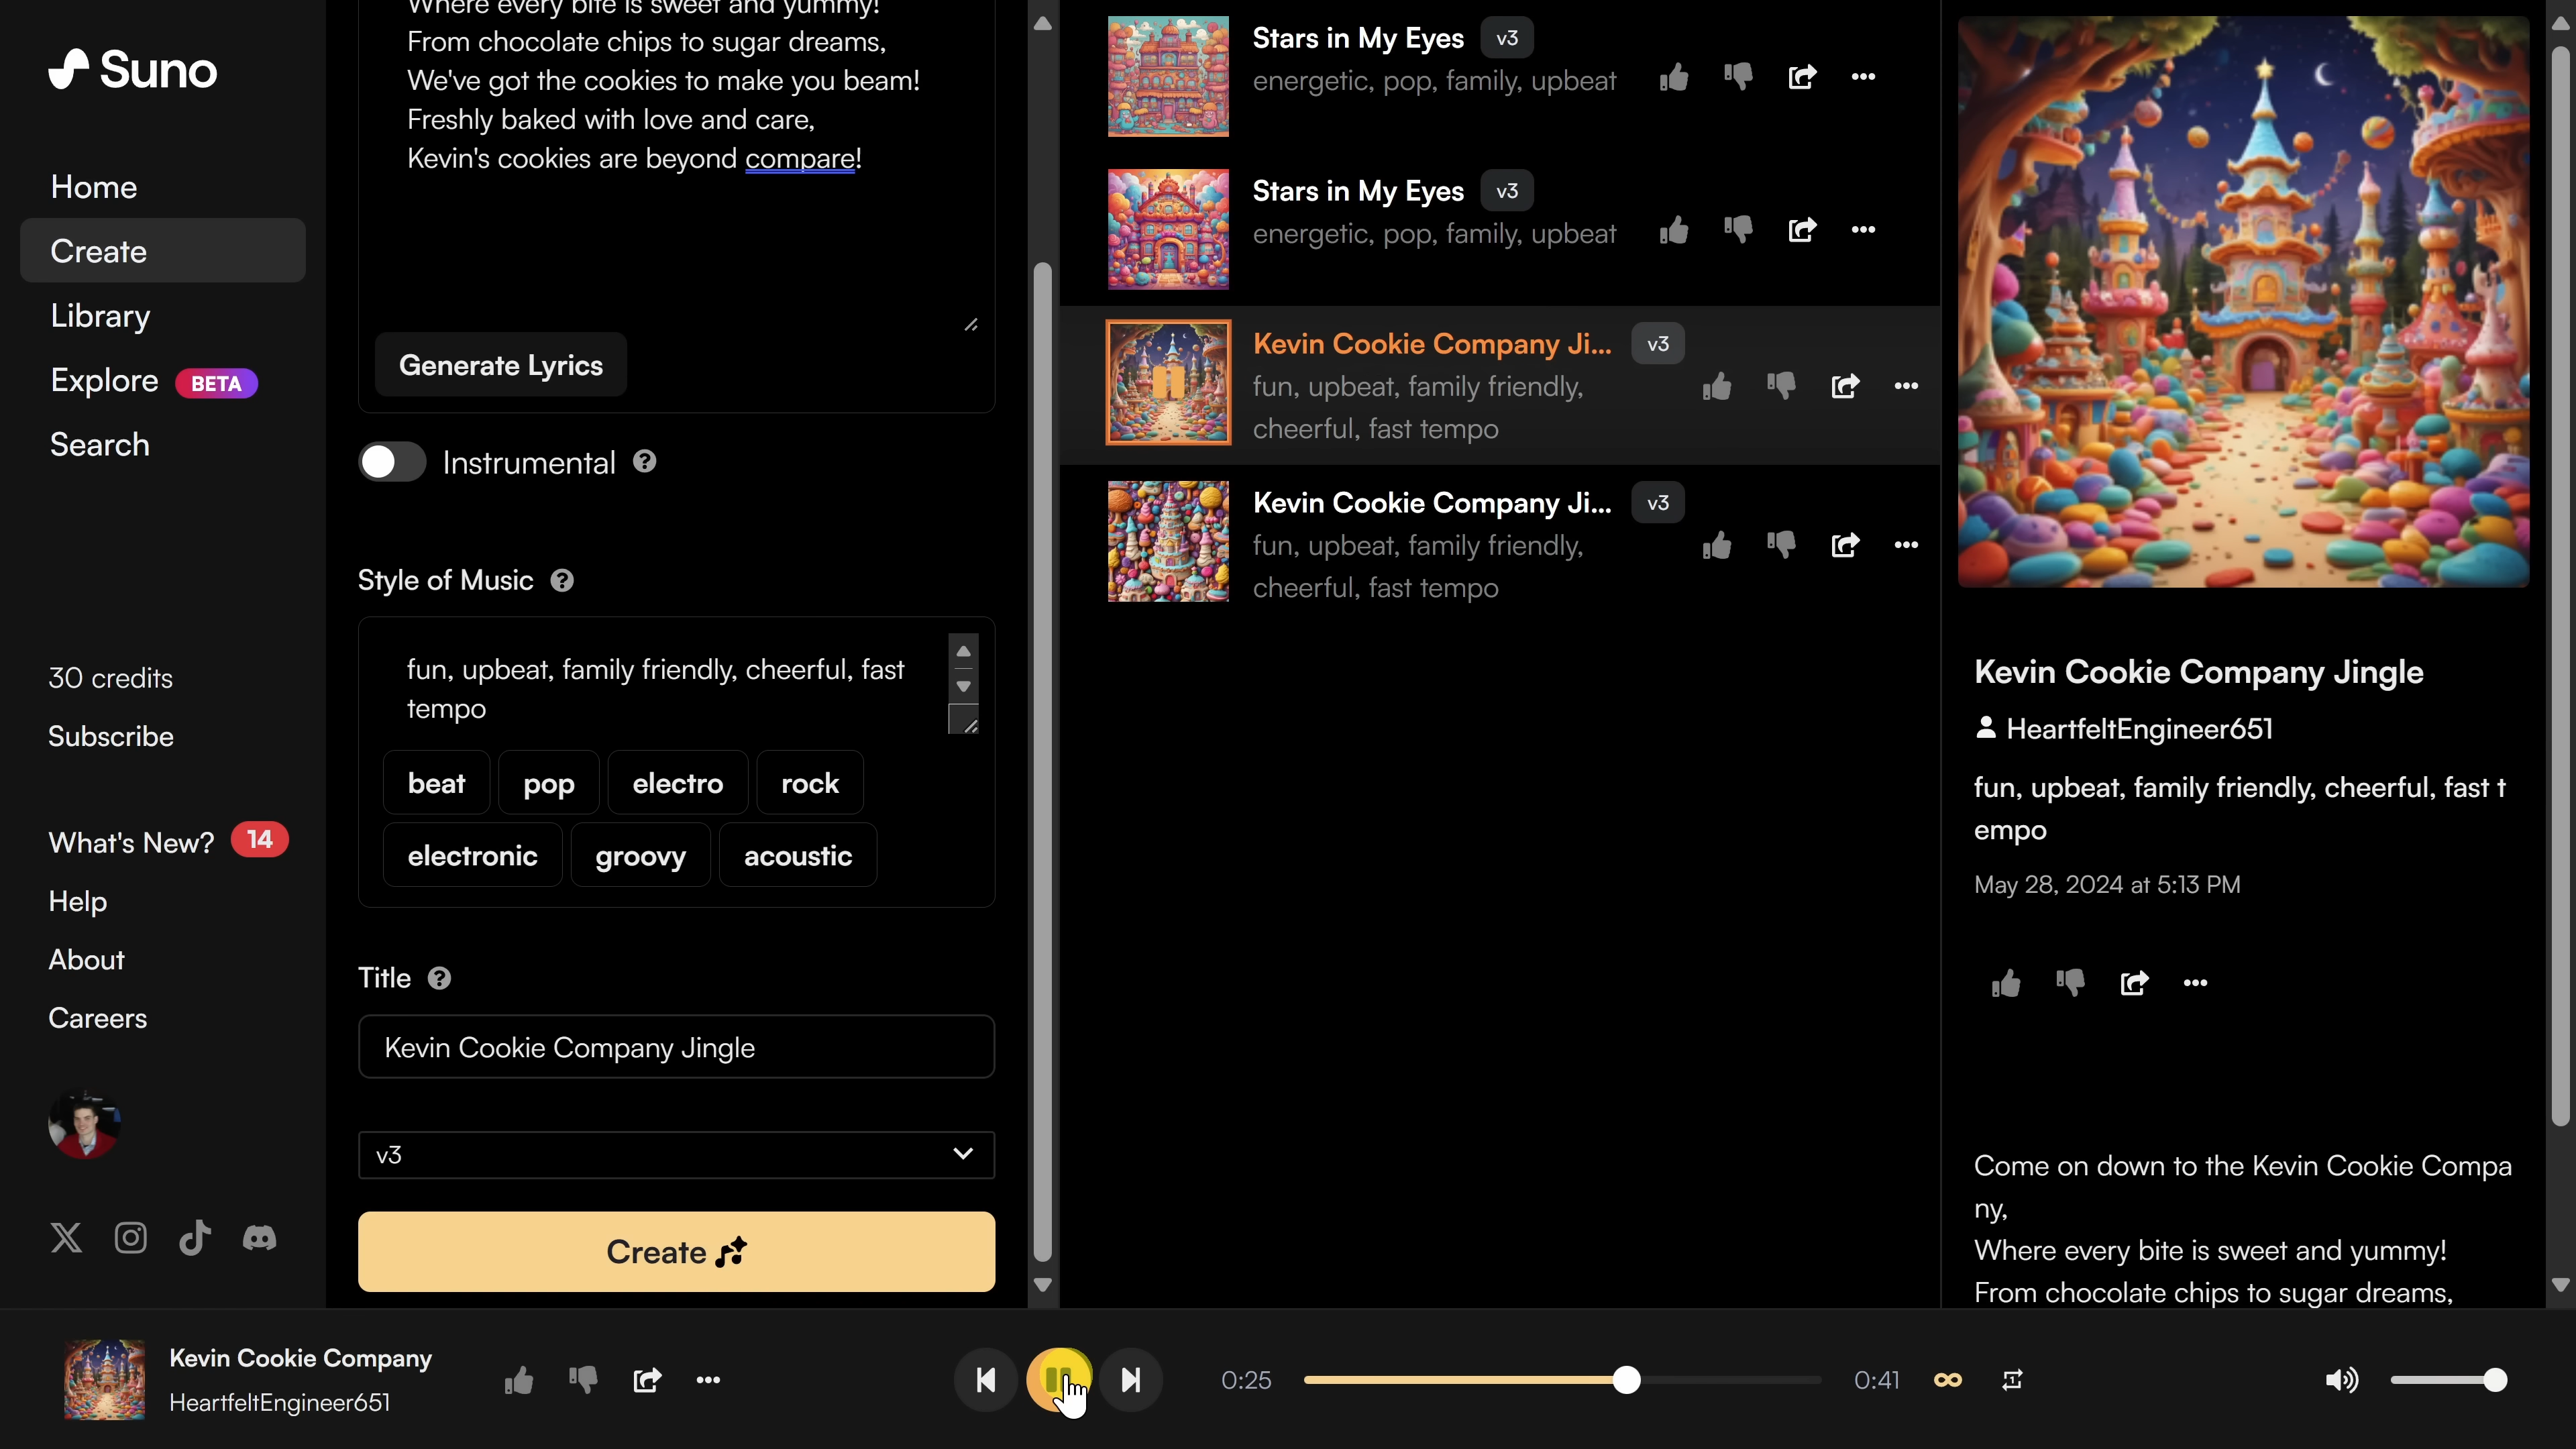 Suno
Home
Create
Library
Explore BETA
Search
30 credits
Subscribe
What's New? 14
Help
About
Careers
Where every bite is sweet and yummy!
From chocolate chips to sugar dreams,
We've got the cookies to make you beam!
Freshly baked with love and care,
Kevin's cookies are beyond compare!
Generate Lyrics
Instrumental
Style of Music
fun, upbeat, family friendly, cheerful, fast
tempo
beat pop electro rock
electronic groovy acoustic
Title
Kevin Cookie Company Jingle
v3
Create
Stars in My Eyes v3
energetic, pop, family, upbeat
Stars in My Eyes v3
energetic, pop, family, upbeat
Kevin Cookie Company Ji... v3
fun, upbeat, family friendly,
cheerful, fast tempo
Kevin Cookie Company Ji... v3
fun, upbeat, family friendly,
cheerful, fast tempo
Kevin Cookie Company Jingle
HeartfeltEngineer651
fun, upbeat, family friendly, cheerful, fast t
empo
May 28, 2024 at 5:13 PM
Come on down to the Kevin Cookie Compa
ny,
Where every bite is sweet and yummy!
From chocolate chips to sugar dreams,
Kevin Cookie Company
HeartfeltEngineer651
0:25 0:41